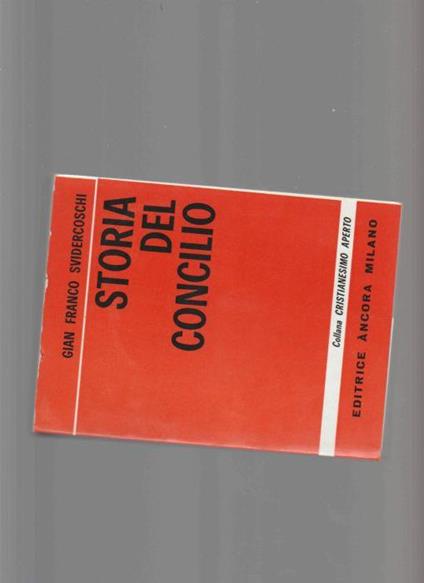 GIAN FRANCO SVIDERCOSCHI
STORIA
DEL
CONCILIO
Collana CRISTIANESIMO APERTO
EDITRICE ÀNCORA MILANO